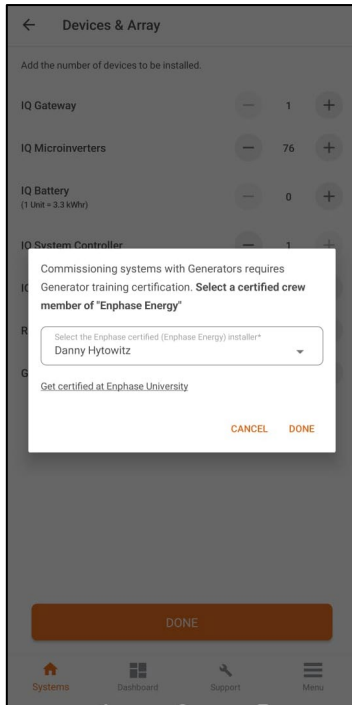 Devices & Array
Add the number of devices to be installed.
IQ Gateway
1
IQ Microinverters
76
IQ Battery
0
(1 Unit = 3.3 kWhr)
IQ System Controller
1
Commissioning systems with Generators requires
Generator training certification. Select a certified crew
member of "Enphase Energy"
Select the Enphase certified (Enphase Energy) installer*
Danny Hytowitz
Get certified at Enphase University
CANCEL DONE
DONE
Systems Dashboard Support Menu